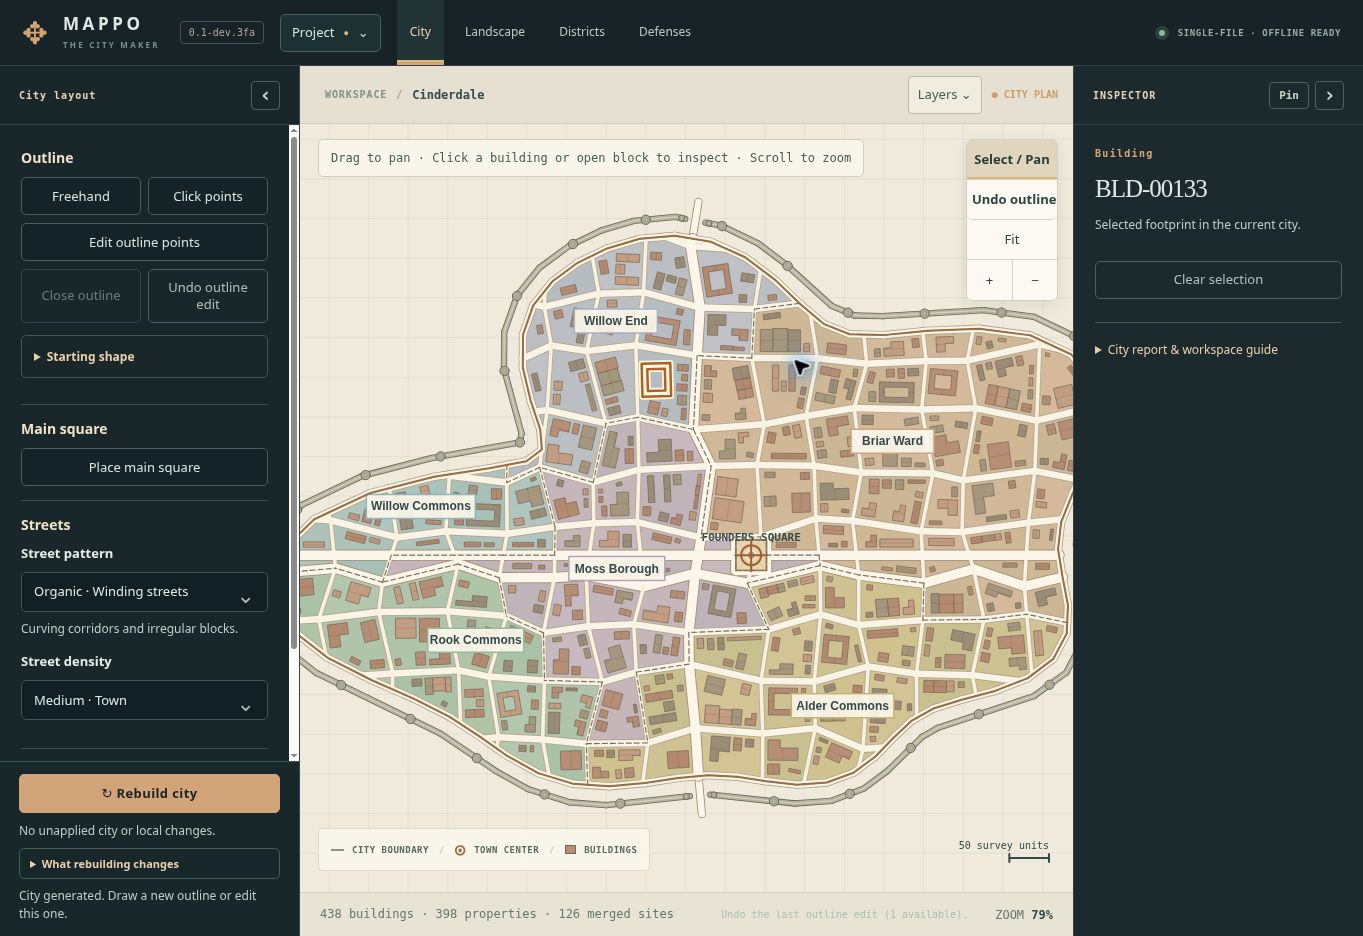 MAPPO
THE CITY MAKER
0.1-dev.3fa
Project
City
Landscape
Districts
Defenses
SINGLE-FILE · OFFLINE READY
City layout
Outline
Freehand
Click points
Edit outline points
Close outline
Undo outline
edit
Starting shape
Main square
Place main square
Streets
Street pattern
Organic · Winding streets
Curving corridors and irregular blocks.
Street density
Medium · Town
↻ Rebuild city
No unapplied city or local changes.
What rebuilding changes
City generated. Draw a new outline or edit
this one.
WORKSPACE / Cinderdale
Layers
CITY PLAN
Drag to pan · Click a building or open block to inspect · Scroll to zoom
Select / Pan
Undo outline
Fit
+ −
Willow End
Briar Ward
Willow Commons
FOUNDERS SQUARE
Moss Borough
Rook Commons
Alder Commons
CITY BOUNDARY / TOWN CENTER / BUILDINGS
50 survey units
438 buildings · 398 properties · 126 merged sites
Undo the last outline edit (1 available).
ZOOM 79%
INSPECTOR
Pin
Building
BLD-00133
Selected footprint in the current city.
Clear selection
City report & workspace guide